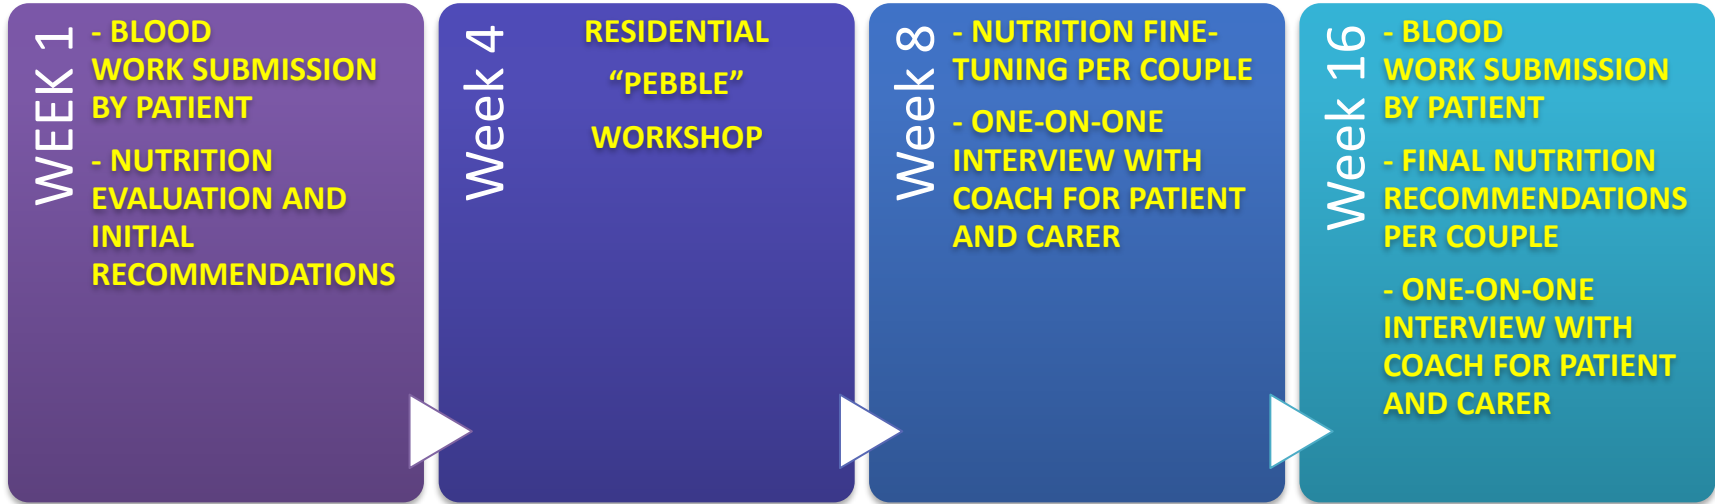 WEEK 1
- BLOOD
WORK SUBMISSION
BY PATIENT
- NUTRITION
EVALUATION AND
INITIAL
RECOMMENDATIONS
Week 4
RESIDENTIAL
“PEBBLE”
WORKSHOP
Week 8
- NUTRITION FINE-
TUNING PER COUPLE
- ONE-ON-ONE
INTERVIEW WITH
COACH FOR PATIENT
AND CARER
Week 16
- BLOOD
WORK SUBMISSION
BY PATIENT
- FINAL NUTRITION
RECOMMENDATIONS
PER COUPLE
- ONE-ON-ONE
INTERVIEW WITH
COACH FOR PATIENT
AND CARER